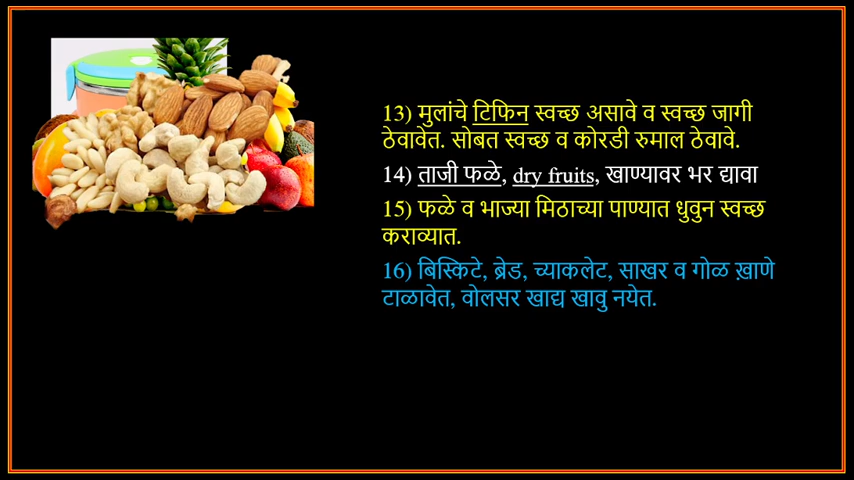 13) मुलांचे टिफिन स्वच्छ असावे व स्वच्छ जागी
ठेवावेत. सोबत स्वच्छ व कोरडी रुमाल ठेवावे.
14) ताजी फळे, dry fruits, खाण्यावर भर द्यावा
15) फळे व भाज्या मिठाच्या पाण्यात धुवुन स्वच्छ
कराव्यात.
16) बिस्किटे, ब्रेड, च्याकलेट, साखर व गोळ ख़ाणे
टाळावेत, वोलसर खाद्य खावु नयेत.